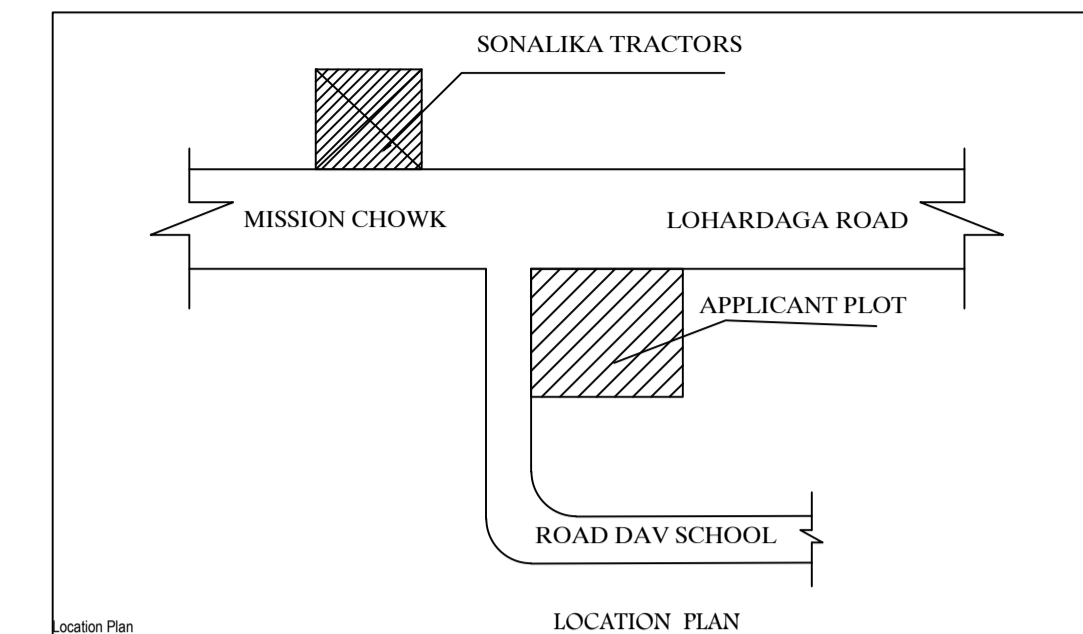 SONALIKA TRACTORS
MISSION CHOWK
LOHARDAGA ROAD
APPLICANT PLOT
ROAD DAV SCHOOL
LOCATION PLAN
Location Plan